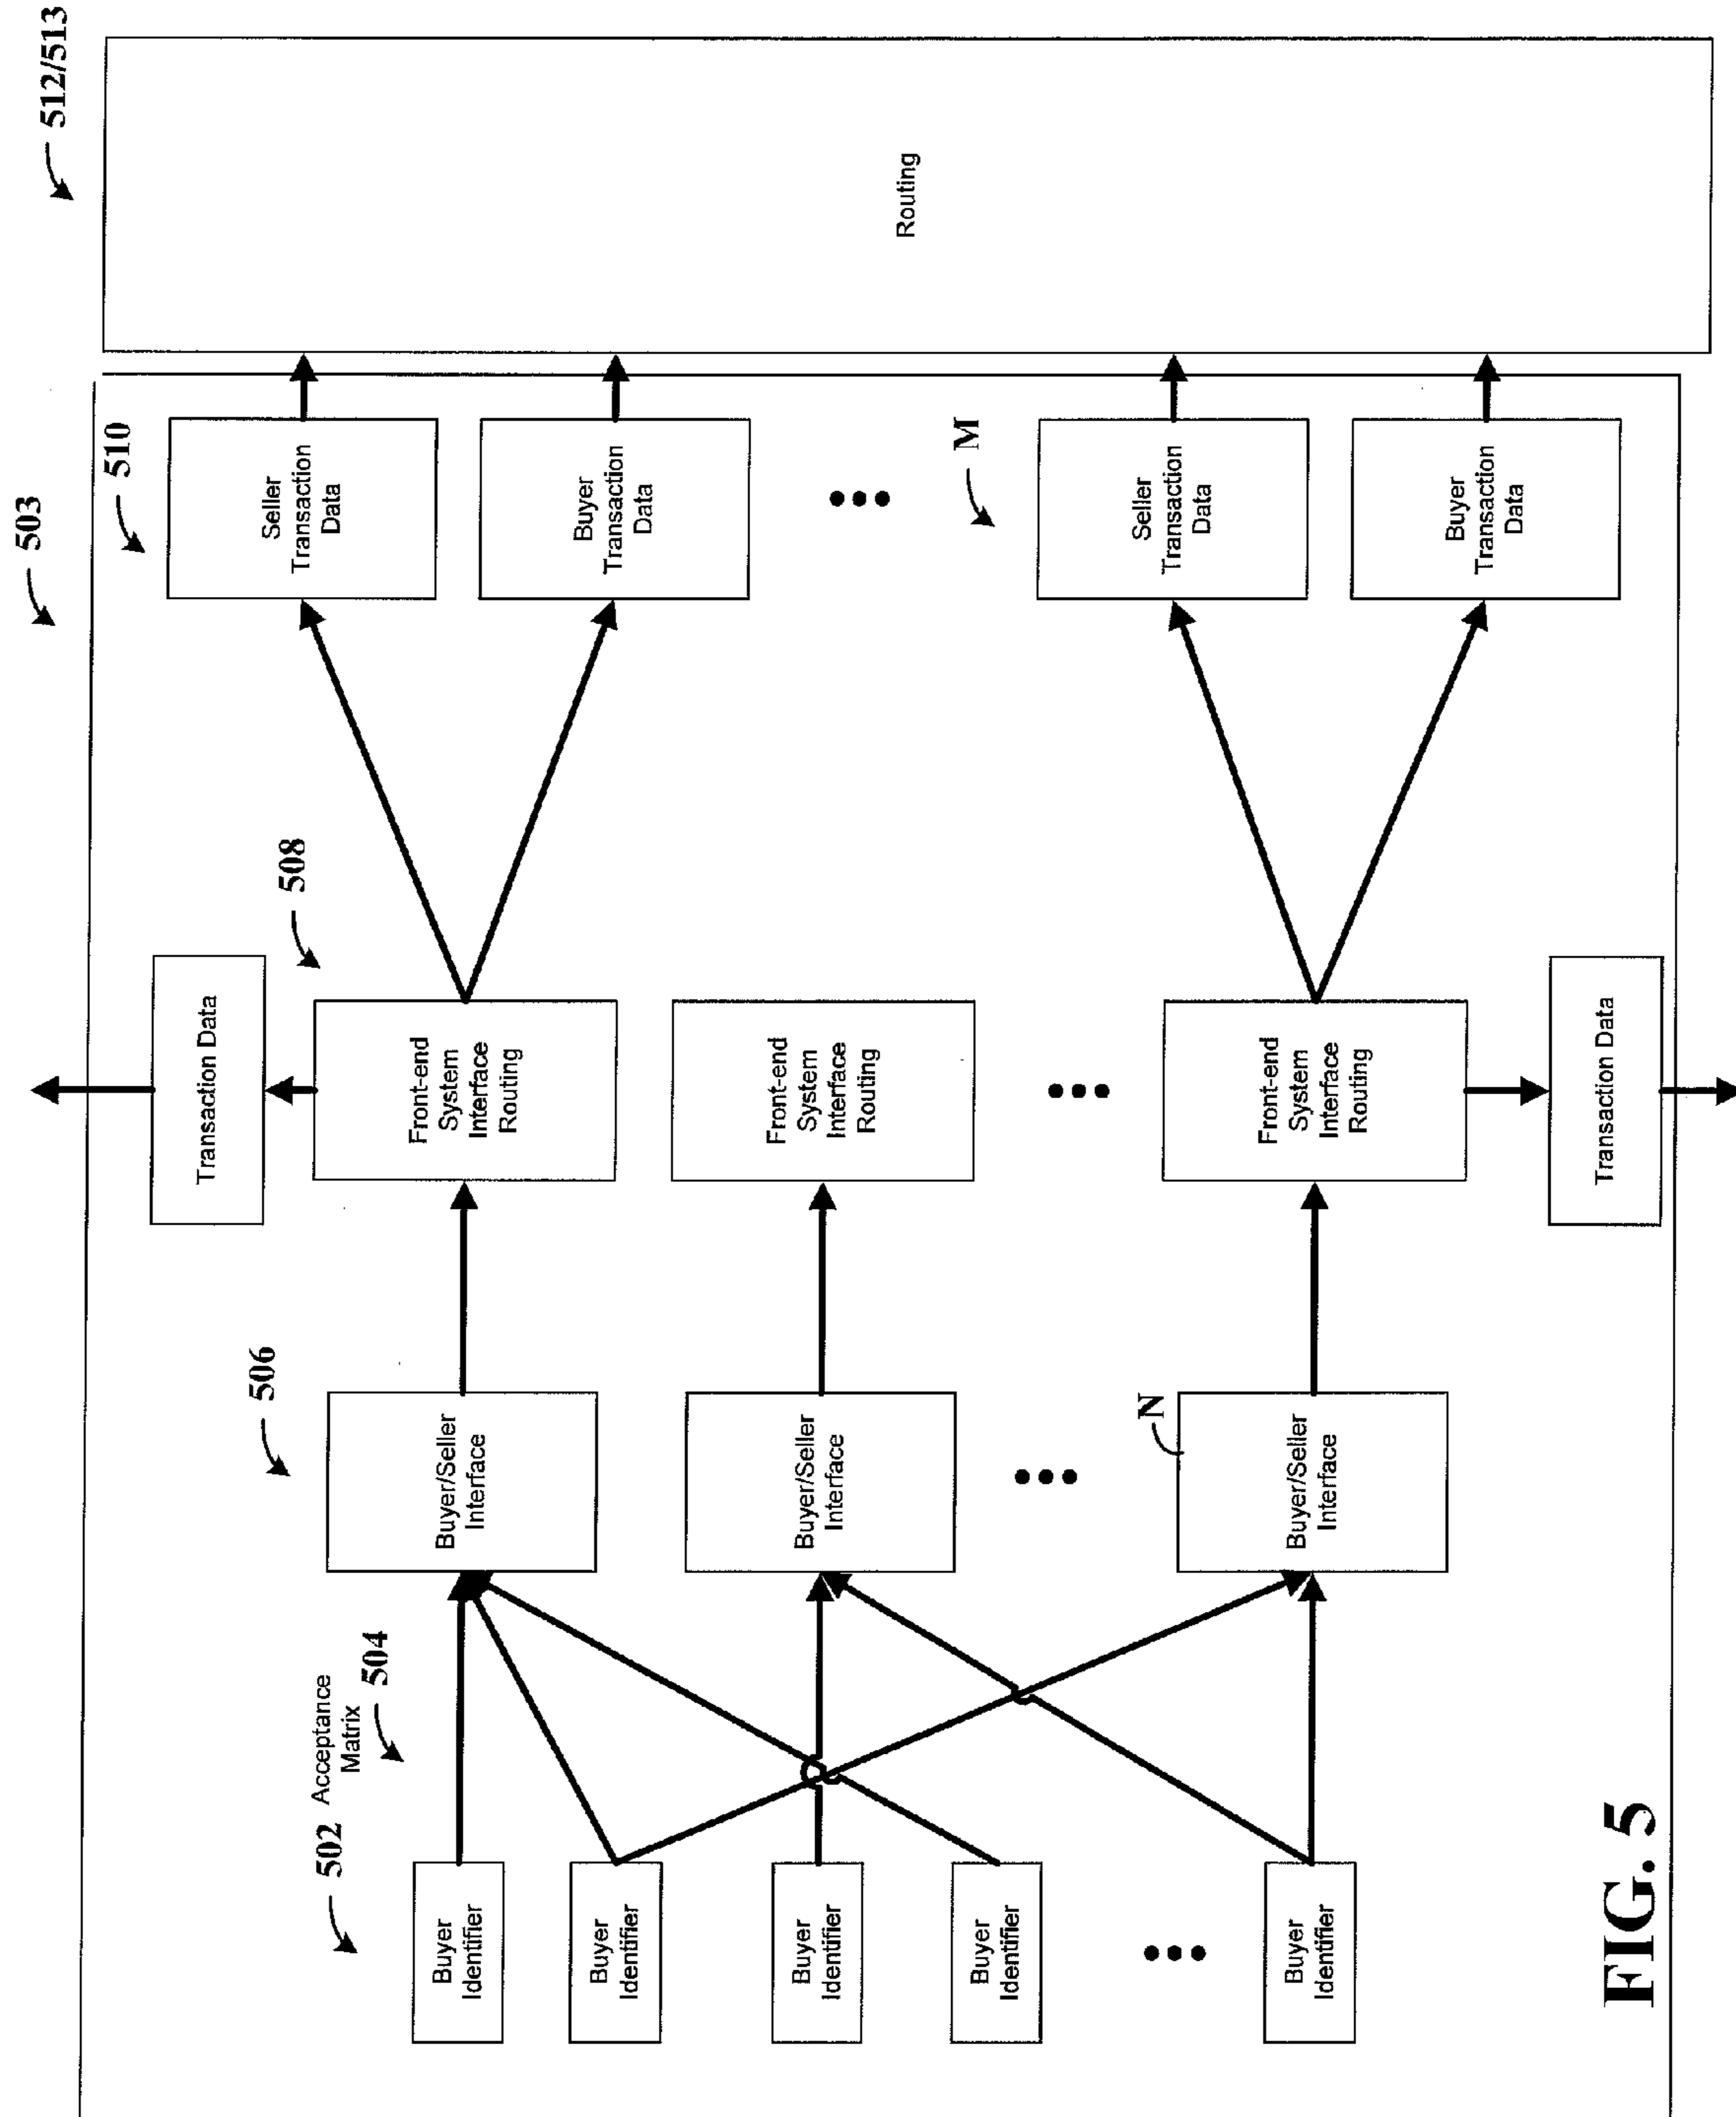 503
512/513
510
508
506
502
Acceptance
Matrix
504
Buyer
Identifier
Buyer
Identifier
Buyer
Identifier
Buyer
Identifier
Buyer
Identifier
Buyer/Seller
Interface
Buyer/Seller
Interface
N
Buyer/Seller
Interface
Transaction Data
Front-end
System
Interface
Routing
Front-end
System
Interface
Routing
Front-end
System
Interface
Routing
Transaction Data
Seller
Transaction
Data
Buyer
Transaction
Data
M
Seller
Transaction
Data
Buyer
Transaction
Data
Routing
FIG. 5